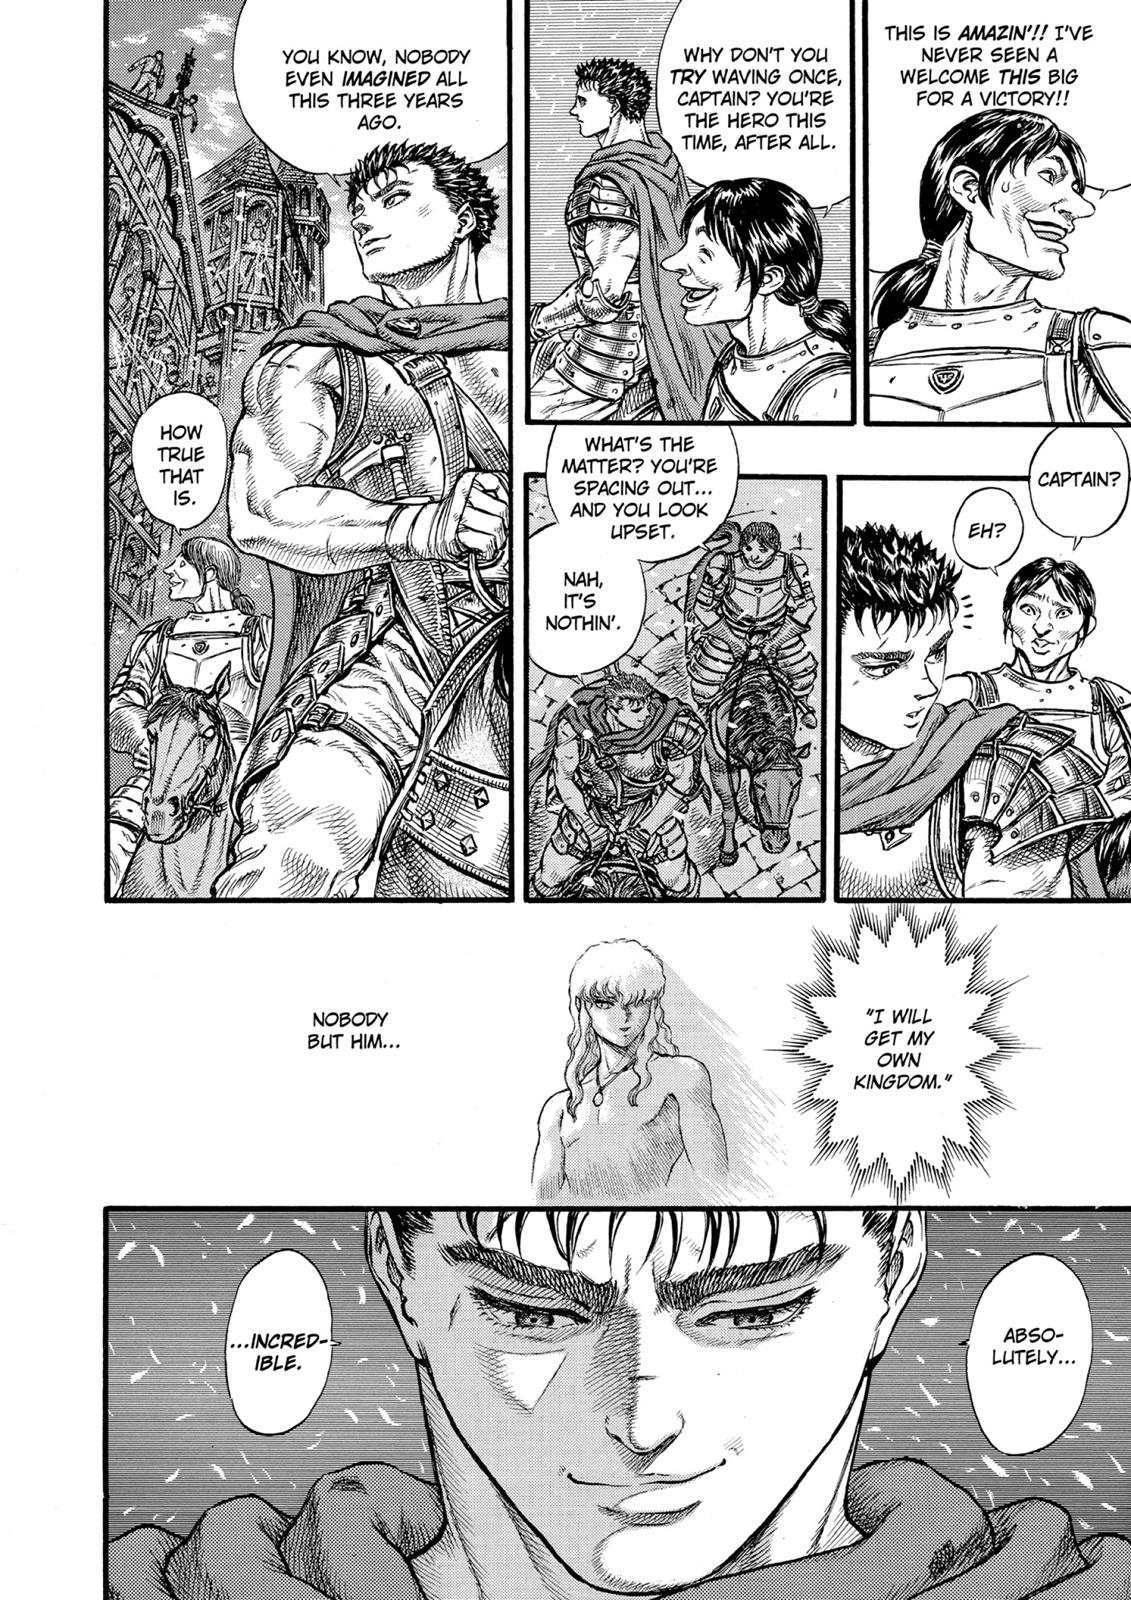 THIS IS AMAZIN'!! I'VE
NEVER SEEN A
WELCOME THIS BIG
FOR A VICTORY!!
WHY DON'T YOU
TRY WAVING ONCE,
CAPTAIN? YOU'RE
THE HERO THIS
TIME, AFTER ALL.
CAPTAIN?
EH?
WHAT'S THE
MATTER? YOU'RE
SPACING OUT...
AND YOU LOOK
UPSET.
NAH,
IT'S
NOTHIN'.
YOU KNOW, NOBODY
EVEN IMAGINED ALL
THIS THREE YEARS
AGO.
HOW
TRUE
THAT
IS.
"I WILL
GET MY
OWN
KINGDOM."
NOBODY
BUT HIM...
ABSO-
LUTELY...
...INCRED-
IBLE.